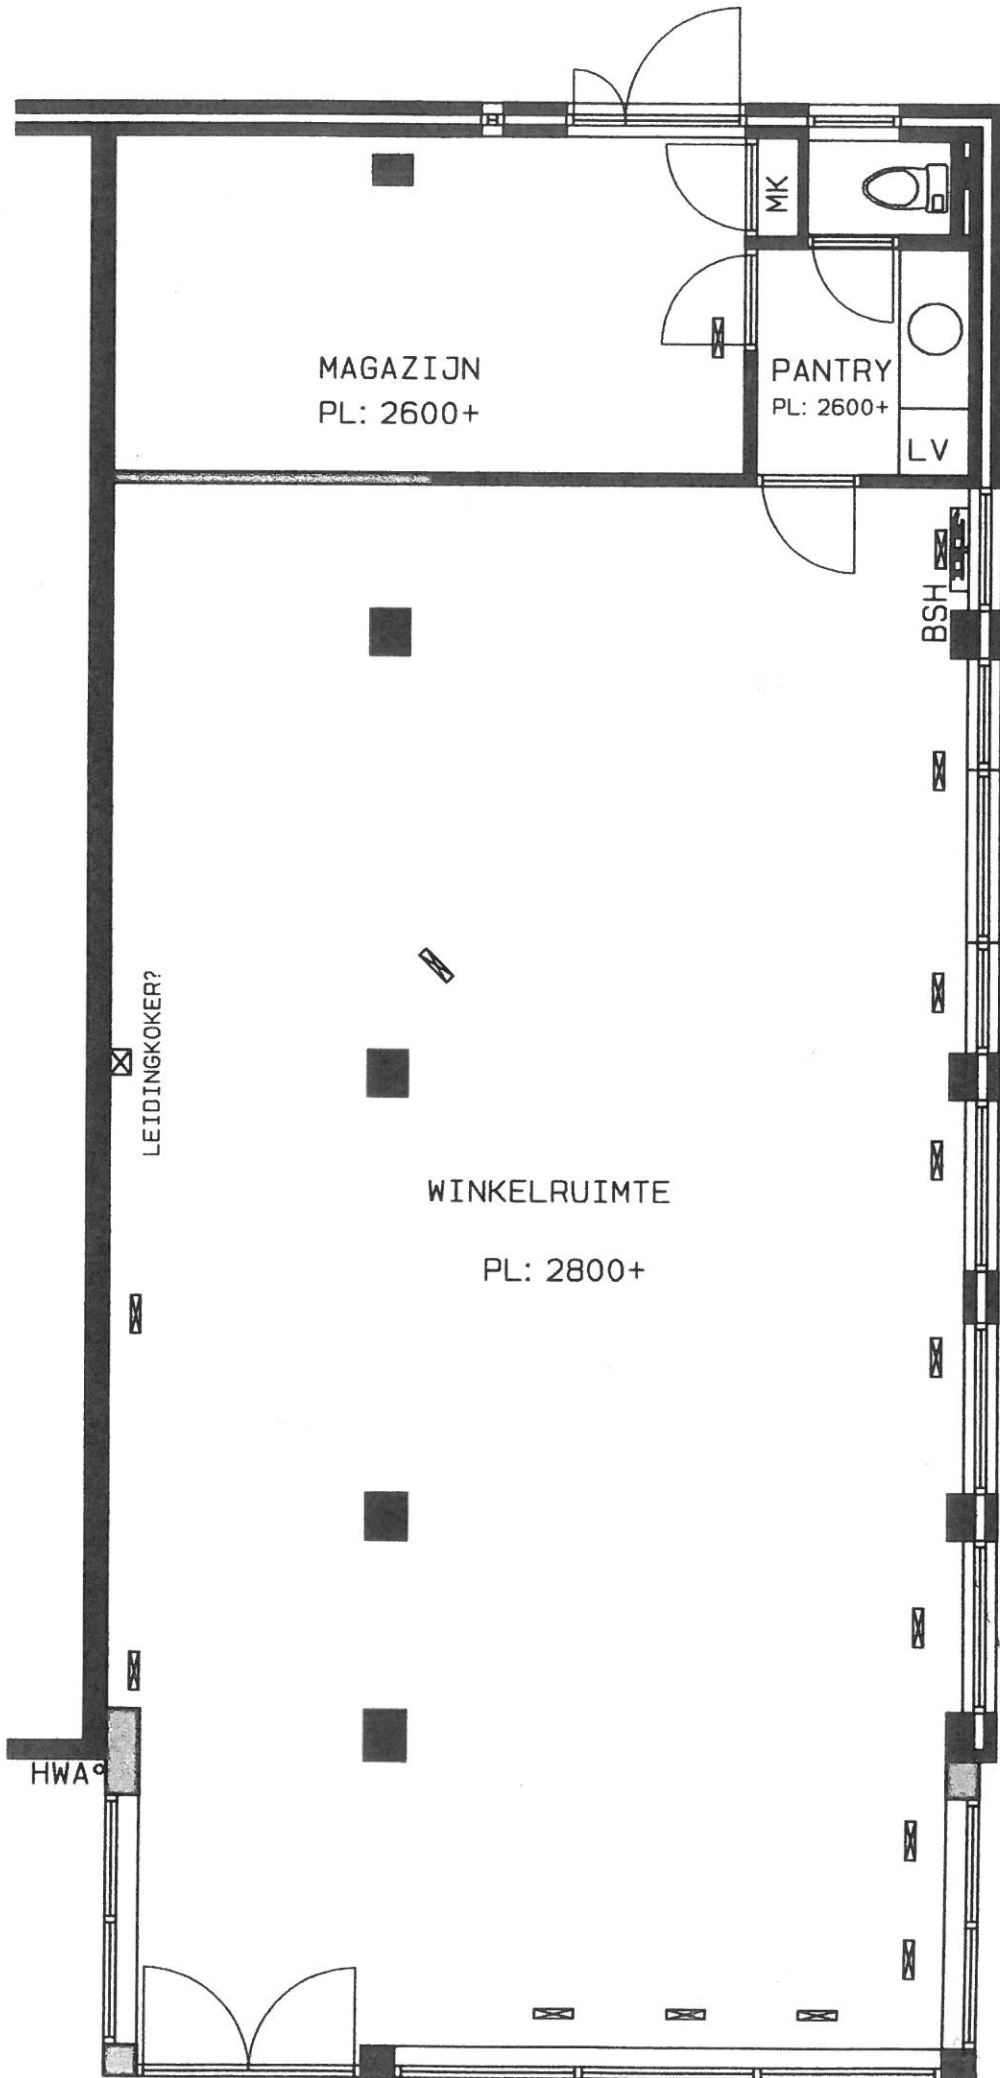 MK
MAGAZIJN
PL: 2600+
PANTRY
PL: 2600+
LV
BSH
LEIDINGKOKER?
WINKELRUIMTE
PL: 2800+
HWA